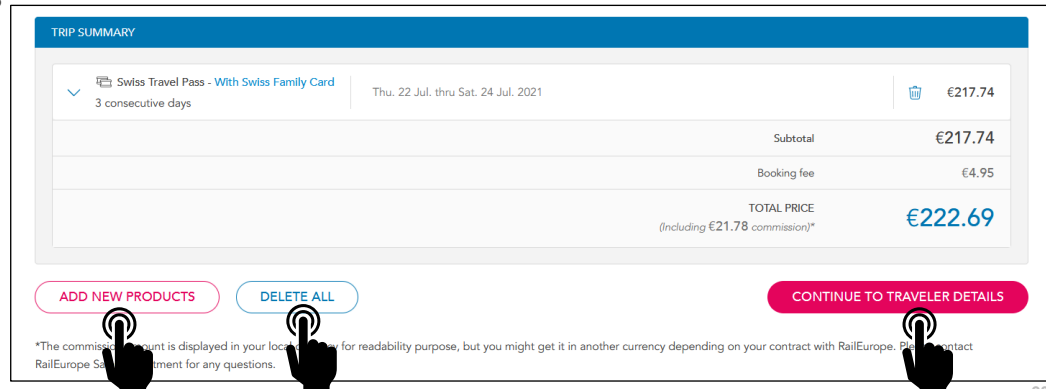 TRIP SUMMARY
Swiss Travel Pass - With Swiss Family Card
3 consecutive days
Thu. 22 Jul. thru Sat. 24 Jul. 2021
€217.74
Subtotal €217.74
Booking fee €4.95
TOTAL PRICE
(Including €21.78 commission)*
€222.69
ADD NEW PRODUCTS DELETE ALL CONTINUE TO TRAVELER DETAILS
*The commission amount is displayed in your local currency for readability purpose, but you might get it in another currency depending on your contract with RailEurope. Please contact
RailEurope for any questions.